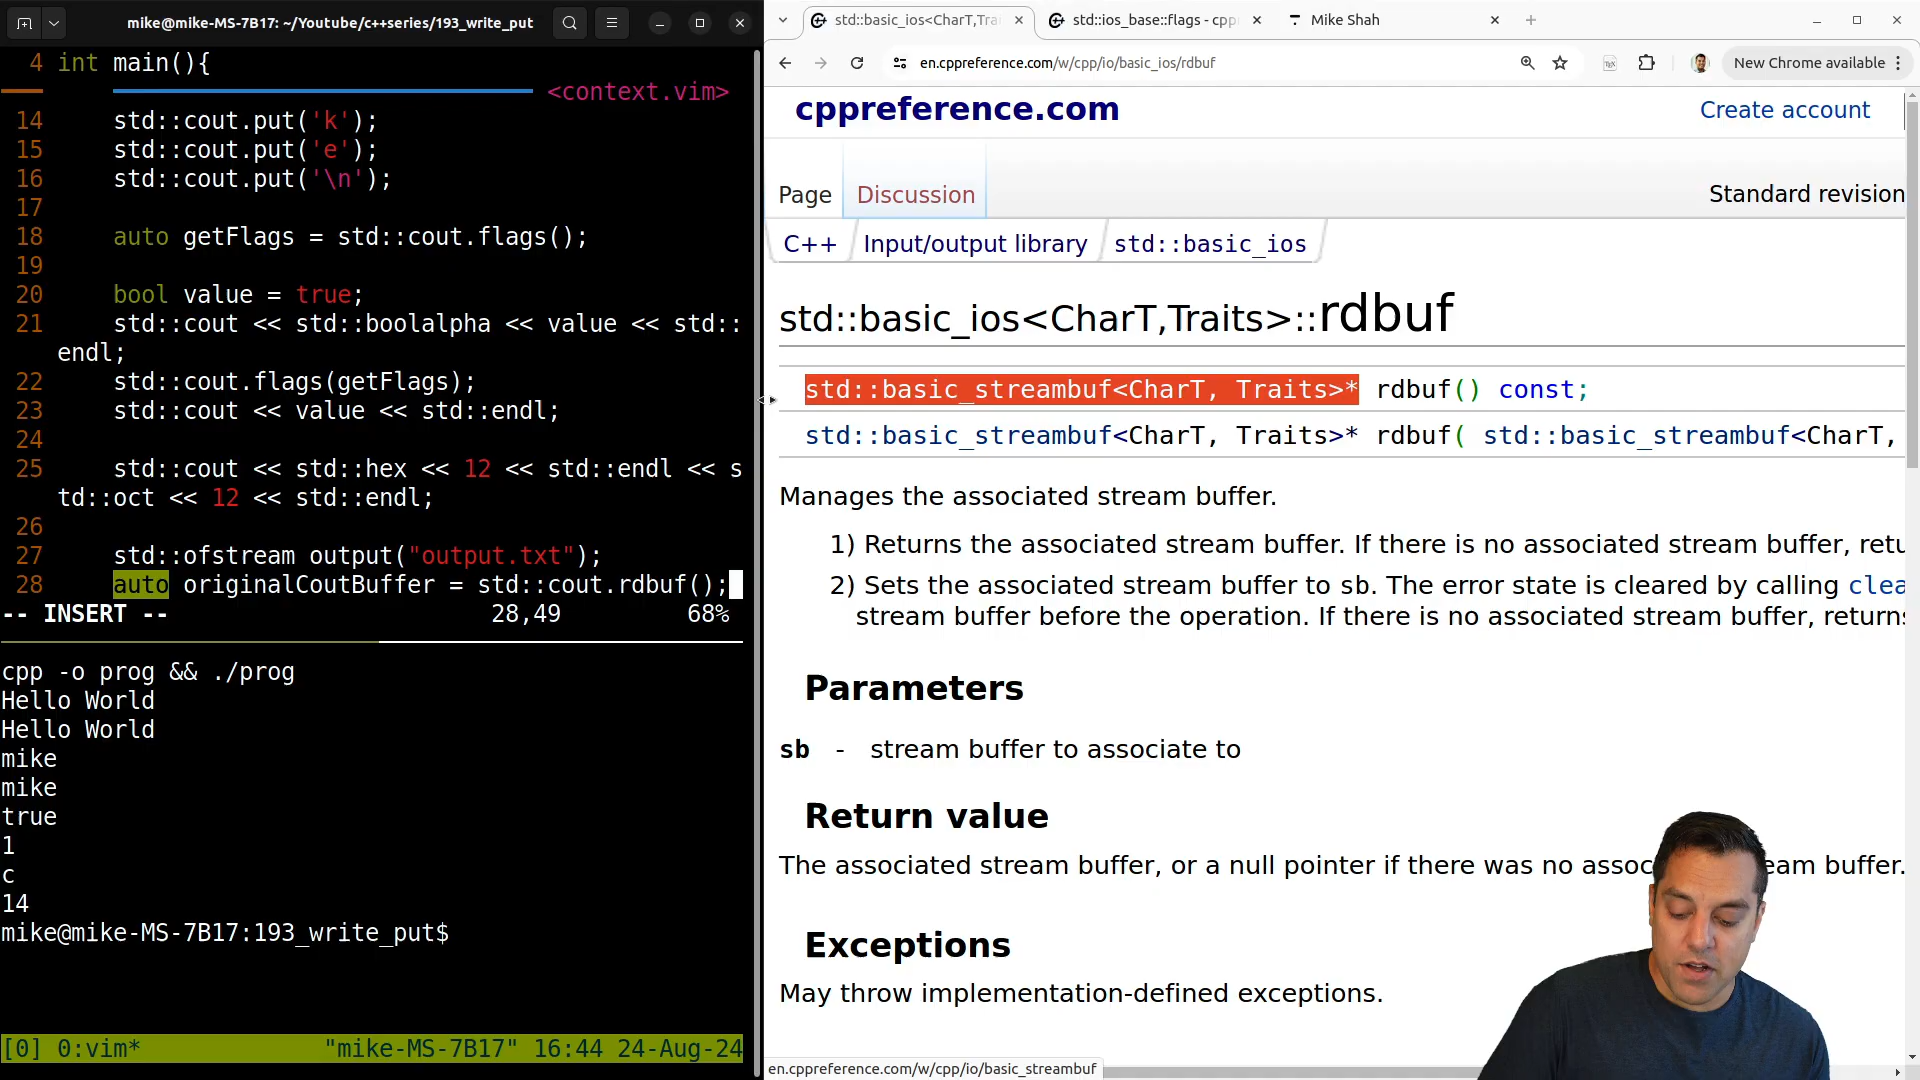 mike@mike-MS-7B17: ~/Youtube/c++series/193_write_put
4 int main(){
<context.vim>
14 std::cout.put('k');
15 std::cout.put('e');
16 std::cout.put('\n');
17
18 auto getFlags = std::cout.flags();
19
20 bool value = true;
21 std::cout << std::boolalpha << value << std::
endl;
22 std::cout.flags(getFlags);
23 std::cout << value << std::endl;
24
25 std::cout << std::hex << 12 << std::endl << s
td::oct << 12 << std::endl;
26
27 std::ofstream output("output.txt");
28 auto originalCoutBuffer = std::cout.rdbuf();
-- INSERT -- 28,49 68%
cpp -o prog && ./prog
Hello World
Hello World
mike
mike
true
1
c
14
mike@mike-MS-7B17:193_write_put$
[0] 0:vim* "mike-MS-7B17" 16:44 24-Aug-24
std::basic_ios<CharT,Tra
std::ios_base::flags - cpp
Mike Shah
en.cppreference.com/w/cpp/io/basic_ios/rdbuf
New Chrome available
cppreference.com
Create account
Page Discussion
Standard revision
C++ Input/output library std::basic_ios
std::basic_ios<CharT,Traits>::rdbuf
std::basic_streambuf<CharT, Traits>* rdbuf() const;
std::basic_streambuf<CharT, Traits>* rdbuf( std::basic_streambuf<CharT,
Manages the associated stream buffer.
1) Returns the associated stream buffer. If there is no associated stream buffer, retu
2) Sets the associated stream buffer to sb. The error state is cleared by calling clea
stream buffer before the operation. If there is no associated stream buffer, returns
Parameters
sb - stream buffer to associate to
Return value
The associated stream buffer, or a null pointer if there was no assoc eam buffer.
Exceptions
May throw implementation-defined exceptions.
en.cppreference.com/w/cpp/io/basic_streambuf